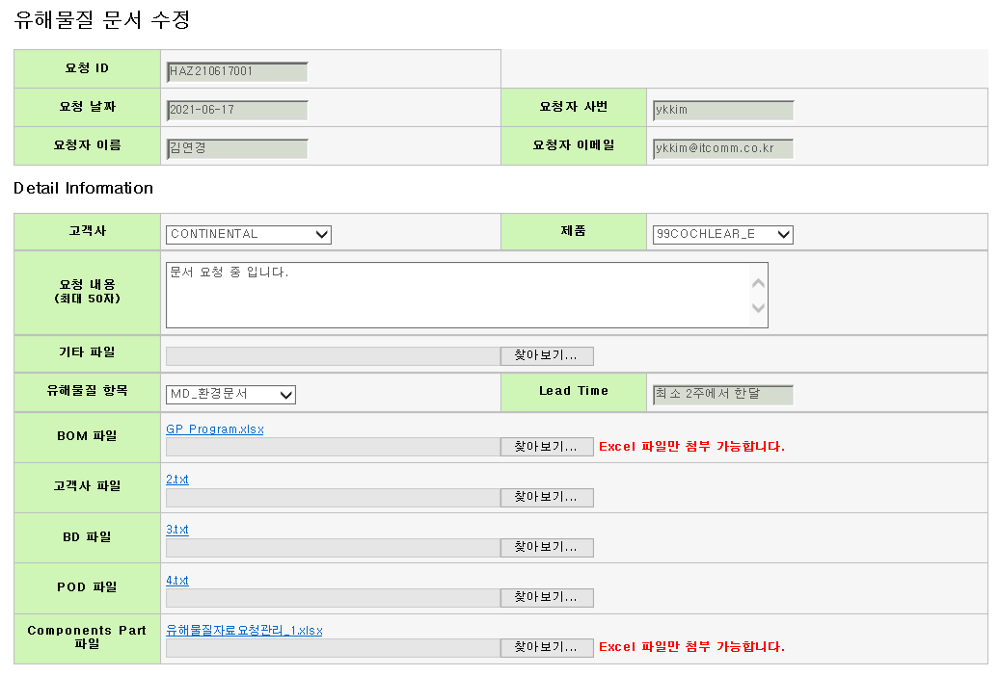 유해물질 문서 수정
요청 ID
HAZ210617001
요청 날짜
2021-06-17
요청자 사번
ykkim
요청자 이름
김연경
요청자 이메일
ykkim@itcomm.co.kr
Detail Information
고객사
CONTINENTAL
제품
99COCHLEAR_E
요청 내용
(최대 50자)
문서 요청 중 입니다.
기타 파일
찾아보기...
유해물질 항목
MD_환경문서
Lead Time
최소 2주에서 한달
BOM 파일
GP_Program.xlsx
찾아보기...
Excel 파일만 첨부 가능합니다.
고객사 파일
2.txt
찾아보기...
BD 파일
3.txt
찾아보기...
POD 파일
4.txt
찾아보기...
Components Part
파일
유해물질자료요청관리_1.xlsx
찾아보기...
Excel 파일만 첨부 가능합니다.